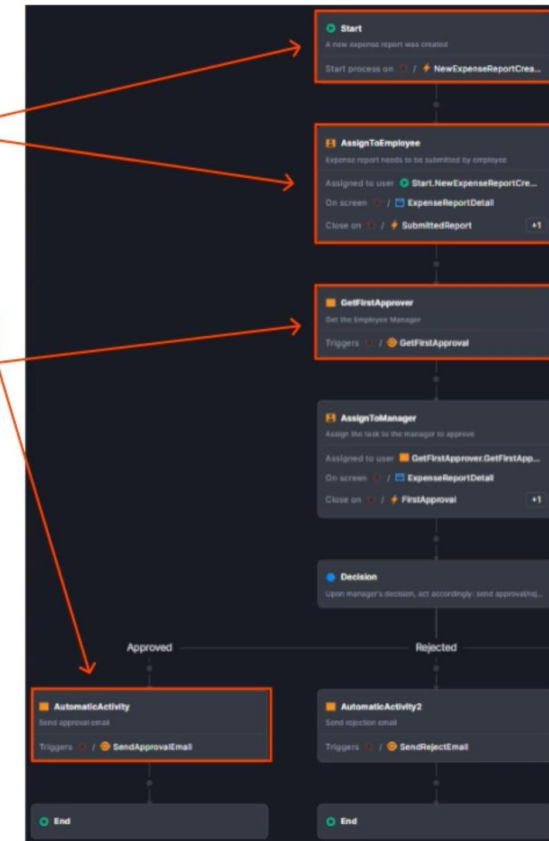 Start
A new expense report was created
Start process on / NewExpenseReportCrea...
AssignToEmployee
Expense report needs to be submitted by employee
Assigned to user Start.NewExpenseReportCre...
On screen / ExpenseReportDetail
Close on / SubmittedReport +1
GetFirstApprover
Get the Employee Manager
Triggers / GetFirstApproval
AssignToManager
Assign the task to the manager to approve
Assigned to user GetFirstApprover.GetFirstApp...
On screen / ExpenseReportDetail
Close on / FirstApproval +1
Decision
Upon manager's decision, act accordingly: send approval/rej...
Approved Rejected
AutomaticActivity
Send approval email
Triggers / SendApprovalEmail
AutomaticActivity2
Send rejection email
Triggers / SendRejectEmail
End
End